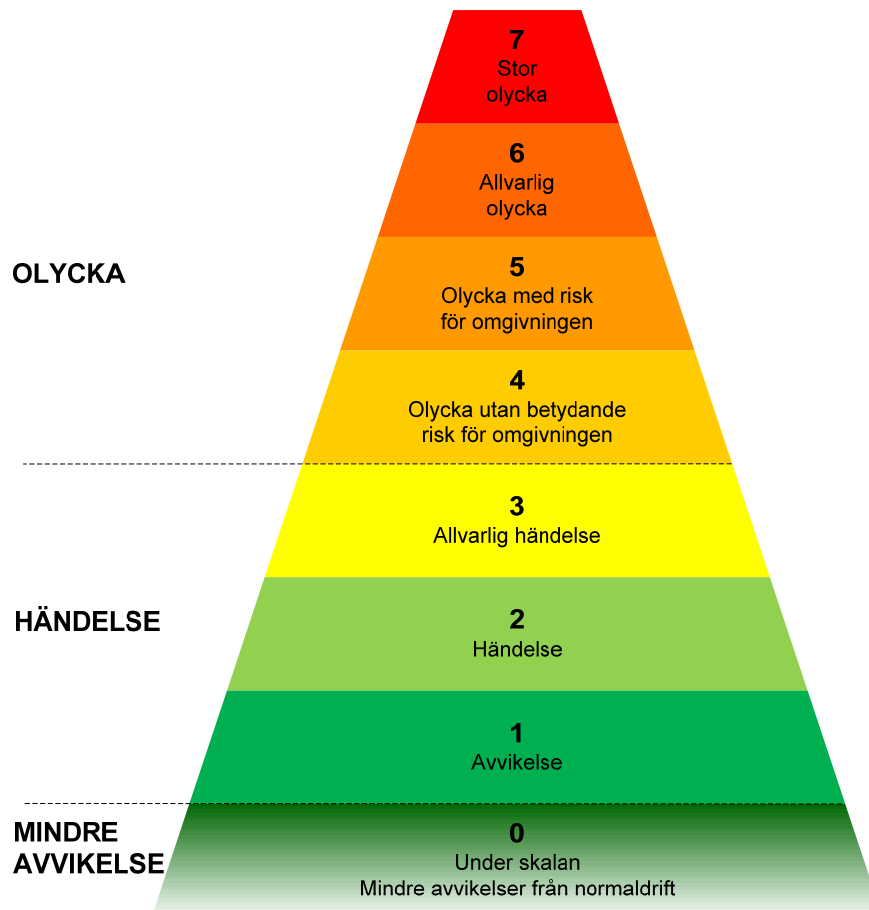 7
Stor
olycka
6
Allvarlig
olycka
OLYCKA
5
Olycka med risk
för omgivningen
4
Olycka utan betydande
risk för omgivningen
3
Allvarlig händelse
HÄNDELSE
2
Händelse
1
Avvikelse
MINDRE
AVVIKELSE
0
Under skalan
Mindre avvikelser från normaldrift